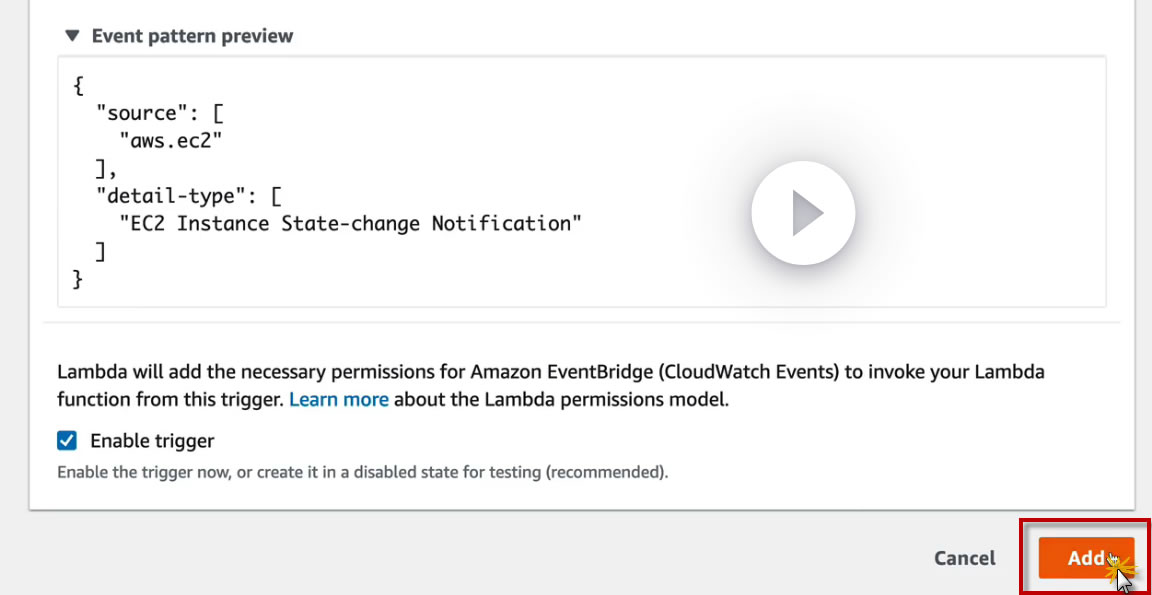 ▼ Event pattern preview
{
  "source": [
    "aws.ec2"
  ],
  "detail-type": [
    "EC2 Instance State-change Notification"
  ]
}
Lambda will add the necessary permissions for Amazon EventBridge (CloudWatch Events) to invoke your Lambda
function from this trigger. Learn more about the Lambda permissions model.
Enable trigger
Enable the trigger now, or create it in a disabled state for testing (recommended).
Cancel Add